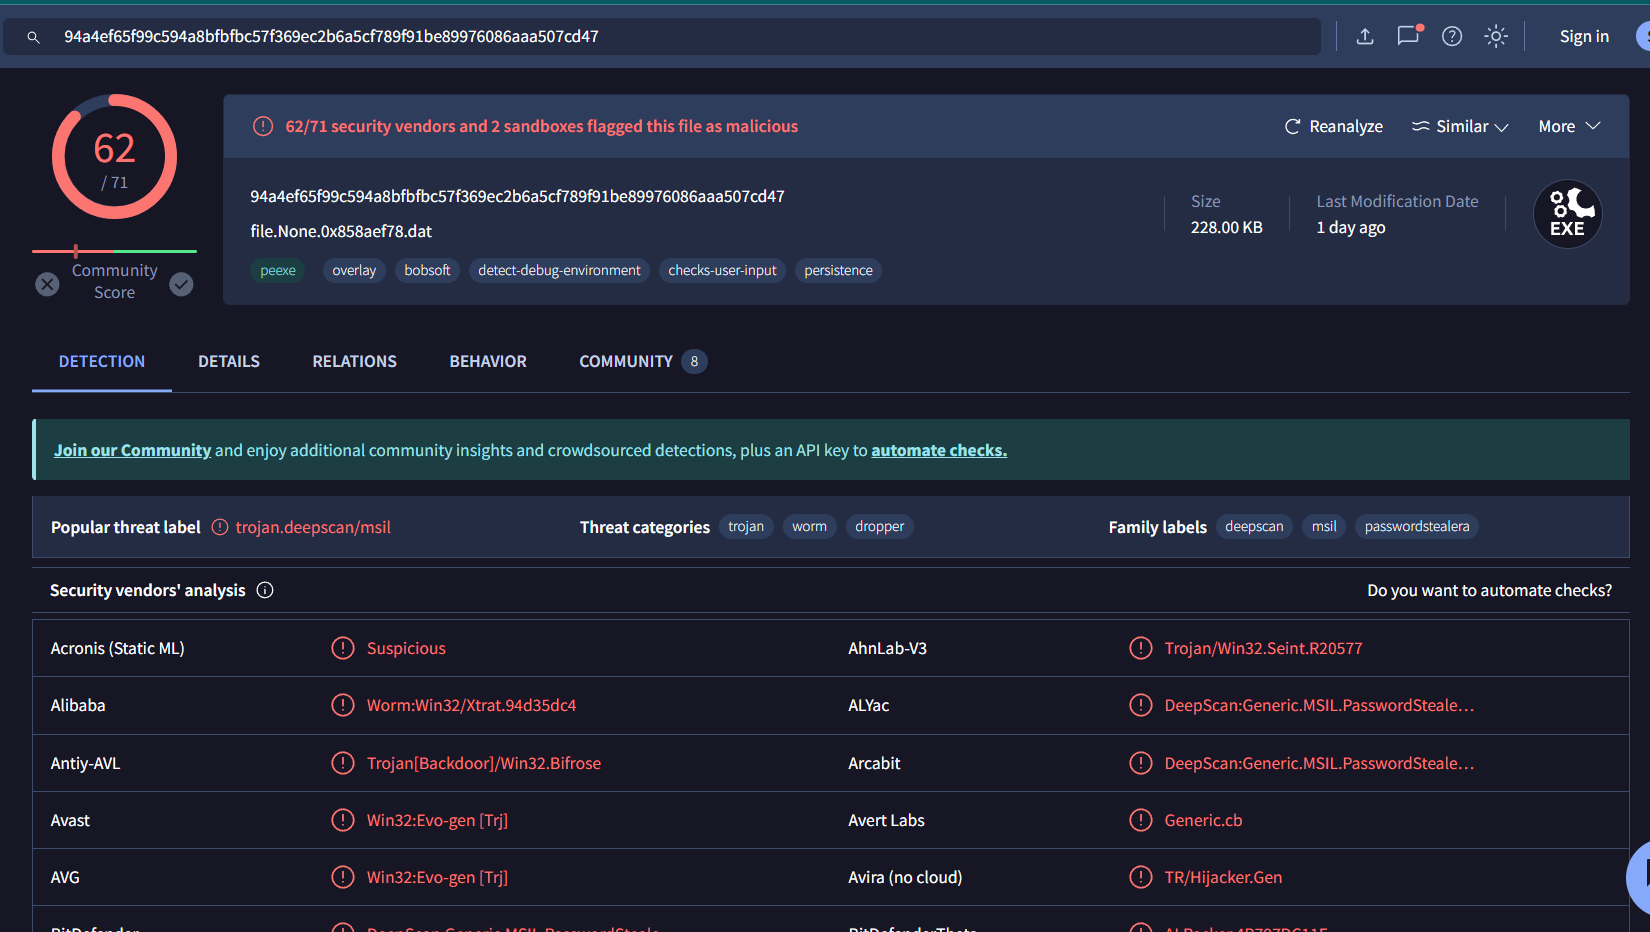 94a4ef65f99c594a8bfbfbc57f369ec2b6a5cf789f91be89976086aaa507cd47
Sign in
62
/ 71
Community
Score
62/71 security vendors and 2 sandboxes flagged this file as malicious
Reanalyze
Similar
More
94a4ef65f99c594a8bfbfbc57f369ec2b6a5cf789f91be89976086aaa507cd47
file.None.0x858aef78.dat
peexe overlay bobsoft detect-debug-environment checks-user-input persistence
Size
228.00 KB
Last Modification Date
1 day ago
EXE
DETECTION DETAILS RELATIONS BEHAVIOR COMMUNITY 8
Join our Community and enjoy additional community insights and crowdsourced detections, plus an API key to automate checks.
Popular threat label trojan.deepscan/msil Threat categories trojan worm dropper Family labels deepscan msil passwordstealera
Security vendors' analysis Do you want to automate checks?
Acronis (Static ML) Suspicious AhnLab-V3 Trojan/Win32.Seint.R20577
Alibaba Worm:Win32/Xtrat.94d35dc4 ALYac DeepScan:Generic.MSIL.PasswordSteale…
Antiy-AVL Trojan[Backdoor]/Win32.Bifrose Arcabit DeepScan:Generic.MSIL.PasswordSteale…
Avast Win32:Evo-gen [Trj] Avert Labs Generic.cb
AVG Win32:Evo-gen [Trj] Avira (no cloud) TR/Hijacker.Gen